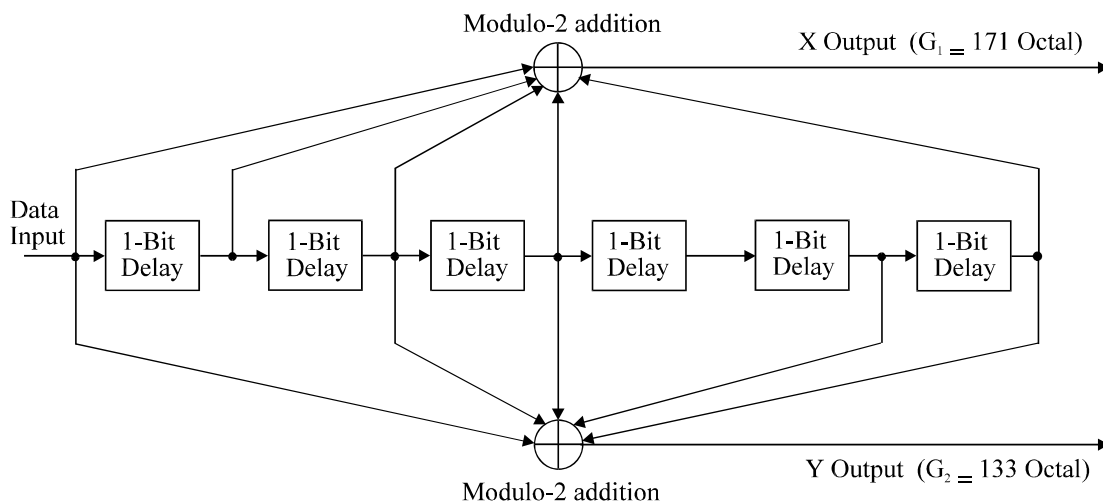 Modulo-2 addition
X Output (G₁ = 171 Octal)
Data
Input
1-Bit
Delay
1-Bit
Delay
1-Bit
Delay
1-Bit
Delay
1-Bit
Delay
1-Bit
Delay
Y Output (G₂ = 133 Octal)
Modulo-2 addition